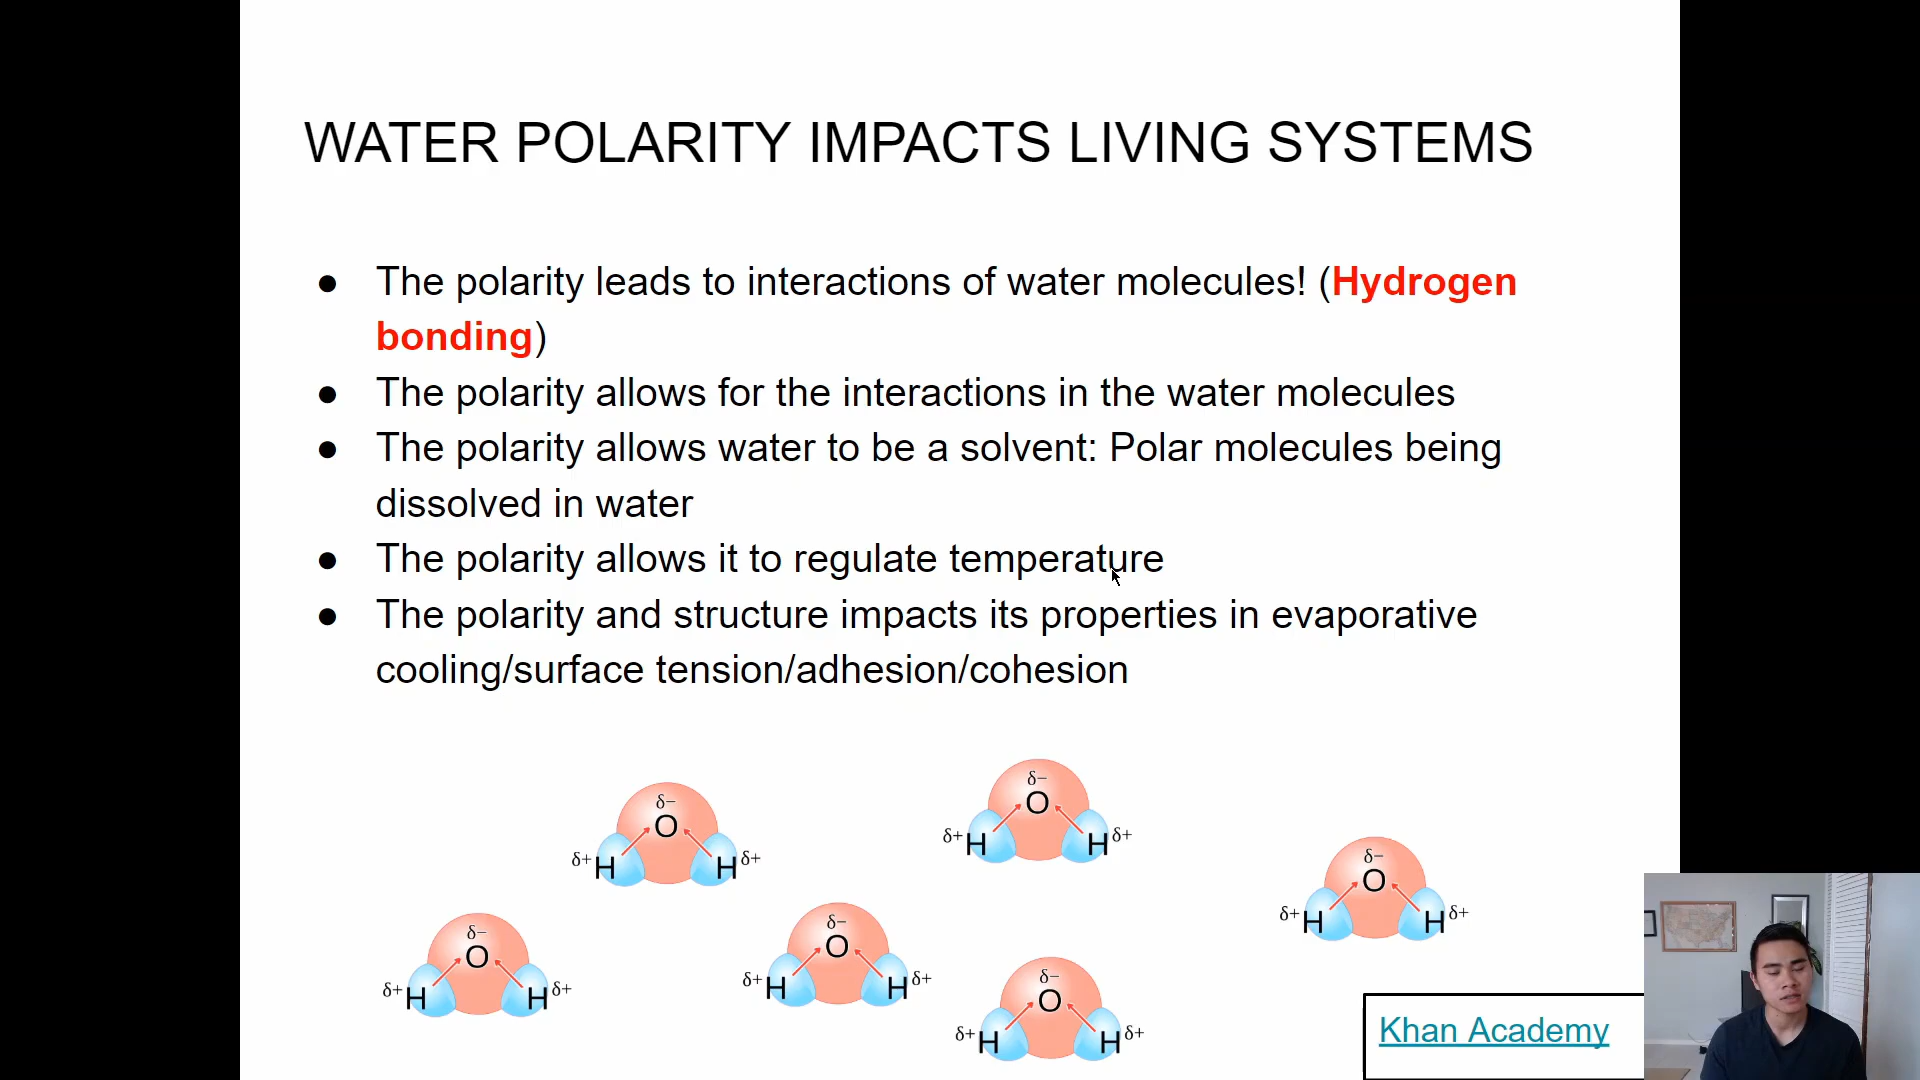 WATER POLARITY IMPACTS LIVING SYSTEMS
● The polarity leads to interactions of water molecules! (Hydrogen
bonding)
● The polarity allows for the interactions in the water molecules
● The polarity allows water to be a solvent: Polar molecules being
dissolved in water
● The polarity allows it to regulate temperature
● The polarity and structure impacts its properties in evaporative
cooling/surface tension/adhesion/cohesion
δ−
O
δ+ H H δ+
δ−
O
δ+ H H δ+
δ−
O
δ+ H H δ+
δ−
O
δ+ H H δ+
δ−
O
δ+ H H δ+
δ−
O
δ+ H H δ+
Khan Academy